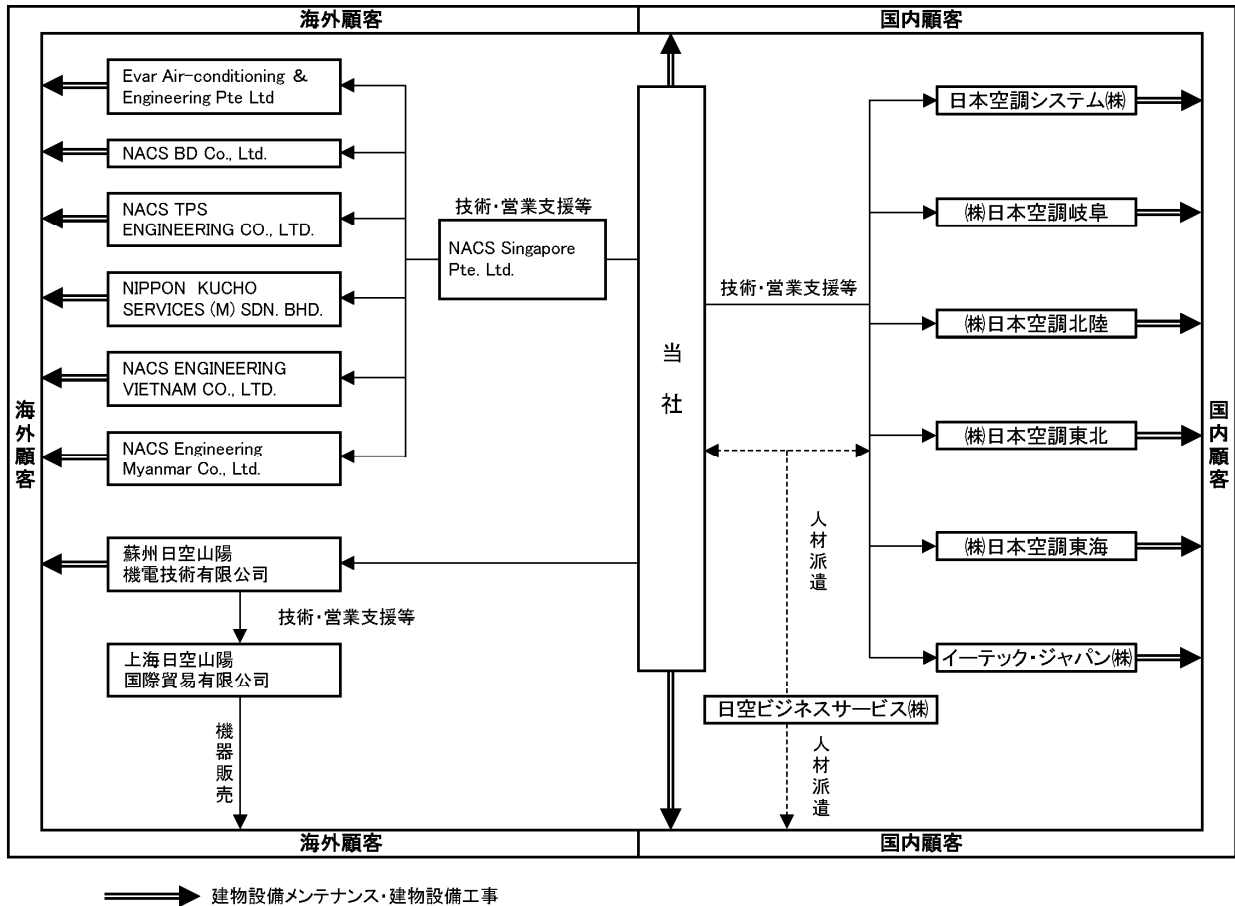 海外顧客
国内顧客
Evar Air-conditioning &
Engineering Pte Ltd
NACS BD Co., Ltd.
NACS TPS
ENGINEERING CO., LTD.
NIPPON KUCHO
SERVICES (M) SDN. BHD.
NACS ENGINEERING
VIETNAM CO., LTD.
NACS Engineering
Myanmar Co., Ltd.
蘇州日空山陽
機電技術有限公司
技術・営業支援等
上海日空山陽
国際貿易有限公司
機器販売
技術・営業支援等
NACS Singapore
Pte. Ltd.
当社
技術・営業支援等
日本空調システム㈱
㈱日本空調岐阜
㈱日本空調北陸
㈱日本空調東北
㈱日本空調東海
イーテック・ジャパン㈱
人材派遣
日空ビジネスサービス㈱
人材派遣
海外顧客
国内顧客
海外顧客
国内顧客
建物設備メンテナンス・建物設備工事